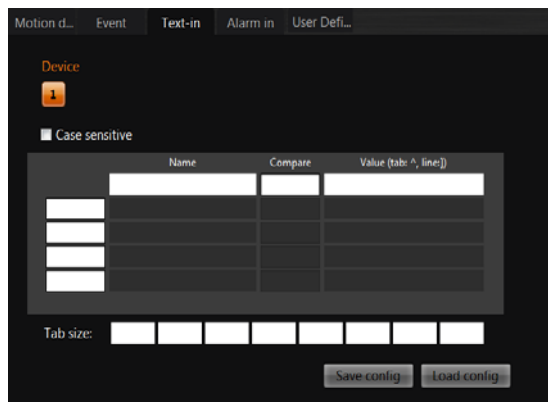 Motion d... Event Text-in Alarm in User Defi...
Device
1
Case sensitive
Name Compare Value (tab: ^, line:])
Tab size:
Save config Load config